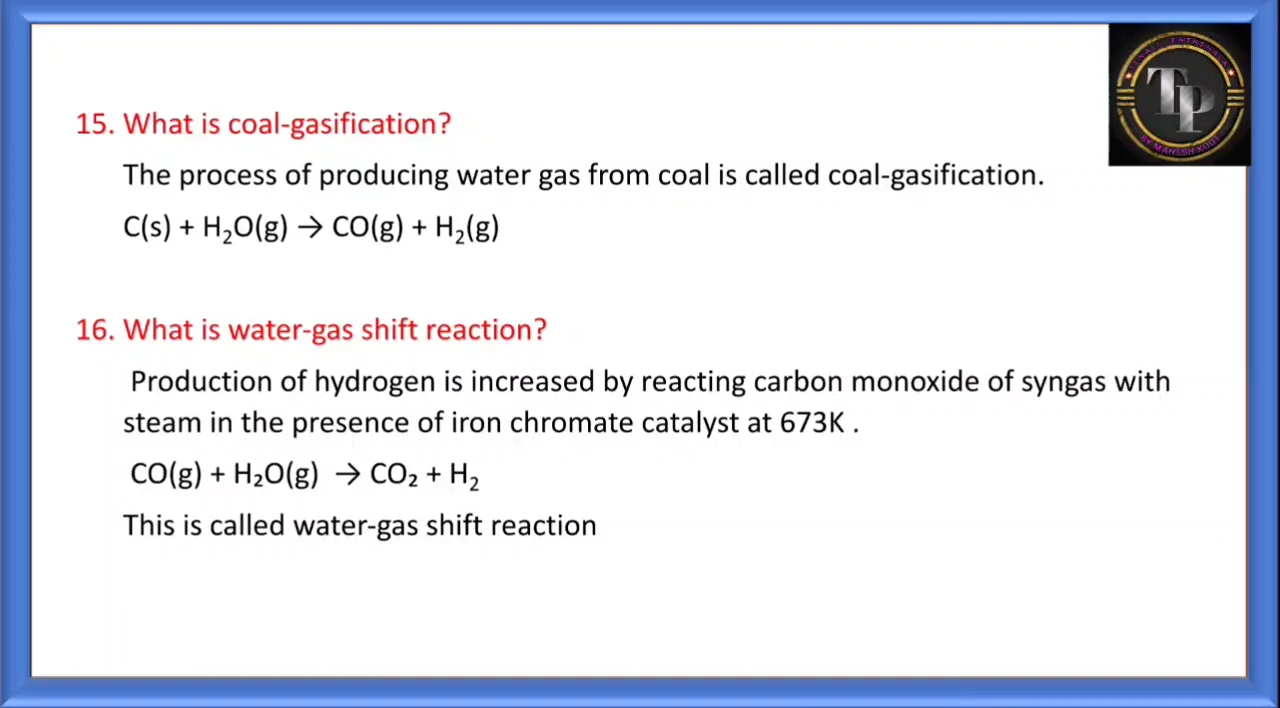 TP
BY MANESH KOOT
15. What is coal-gasification?
The process of producing water gas from coal is called coal-gasification.
C(s) + H₂O(g) → CO(g) + H₂(g)
16. What is water-gas shift reaction?
Production of hydrogen is increased by reacting carbon monoxide of syngas with
steam in the presence of iron chromate catalyst at 673K .
CO(g) + H₂O(g) → CO₂ + H₂
This is called water-gas shift reaction